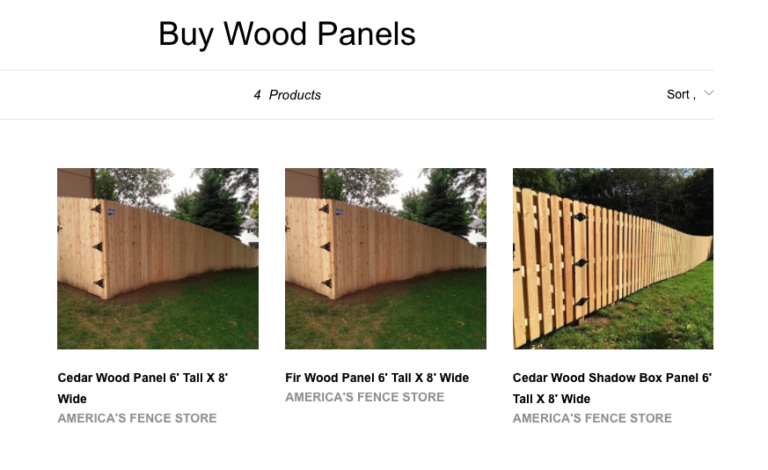 Buy Wood Panels
4 Products
Sort ,
Cedar Wood Panel 6' Tall X 8'
Wide
AMERICA'S FENCE STORE
Fir Wood Panel 6' Tall X 8' Wide
AMERICA'S FENCE STORE
Cedar Wood Shadow Box Panel 6'
Tall X 8' Wide
AMERICA'S FENCE STORE